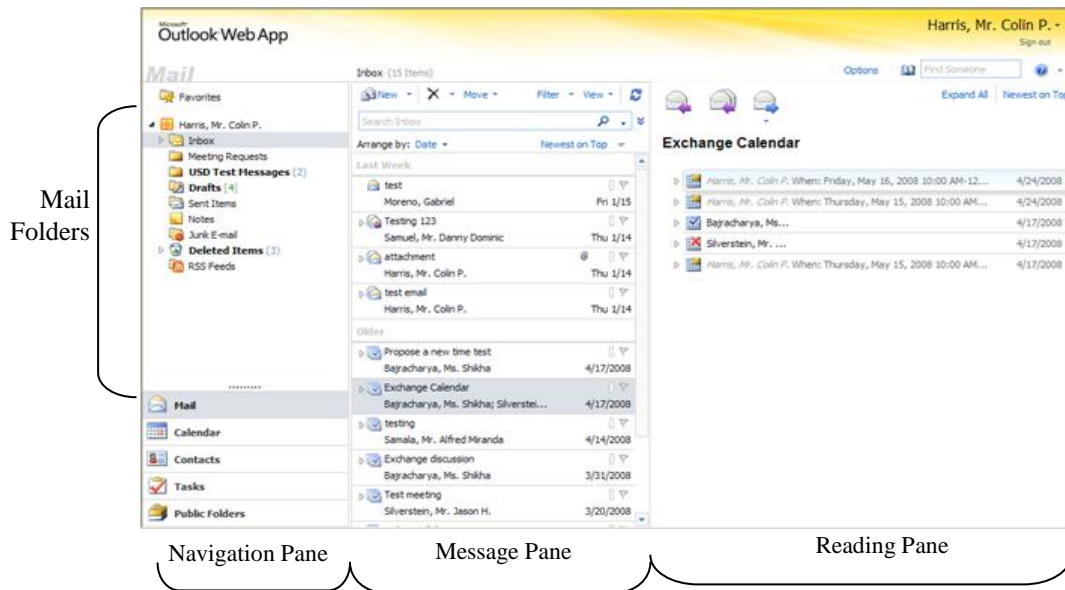 Microsoft
Outlook Web App
Harris, Mr. Colin P.
Sign out
Mail
Inbox (15 Items)
Options
Find Someone
Favorites
Harris, Mr. Colin P.
Inbox
Meeting Requests
USD Test Messages (2)
Drafts [4]
Sent Items
Notes
Junk E-mail
Deleted Items (3)
RSS Feeds
Mail
Calendar
Contacts
Tasks
Public Folders
New
Move
Filter
View
Search Inbox
Arrange by: Date
Newest on Top
Last Week
test
Moreno, Gabriel Fri 1/15
Testing 123
Samuel, Mr. Danny Dominic Thu 1/14
attachment
Harris, Mr. Colin P. Thu 1/14
test email
Harris, Mr. Colin P. Thu 1/14
Older
Propose a new time test
Bajracharya, Ms. Shikha 4/17/2008
Exchange Calendar
Bajracharya, Ms. Shikha; Silverstei... 4/17/2008
testing
Samala, Mr. Alfred Miranda 4/14/2008
Exchange discussion
Bajracharya, Ms. Shikha 3/31/2008
Test meeting
Silverstein, Mr. Jason H. 3/20/2008
Expand All Newest on Top
Exchange Calendar
Harris, Mr. Colin P. When: Friday, May 16, 2008 10:00 AM-12... 4/24/2008
Harris, Mr. Colin P. When: Thursday, May 15, 2008 10:00 AM... 4/24/2008
Bajracharya, Ms... 4/17/2008
Silverstein, Mr. ... 4/17/2008
Harris, Mr. Colin P. When: Thursday, May 15, 2008 10:00 AM... 4/17/2008
Mail
Folders
Navigation Pane
Message Pane
Reading Pane